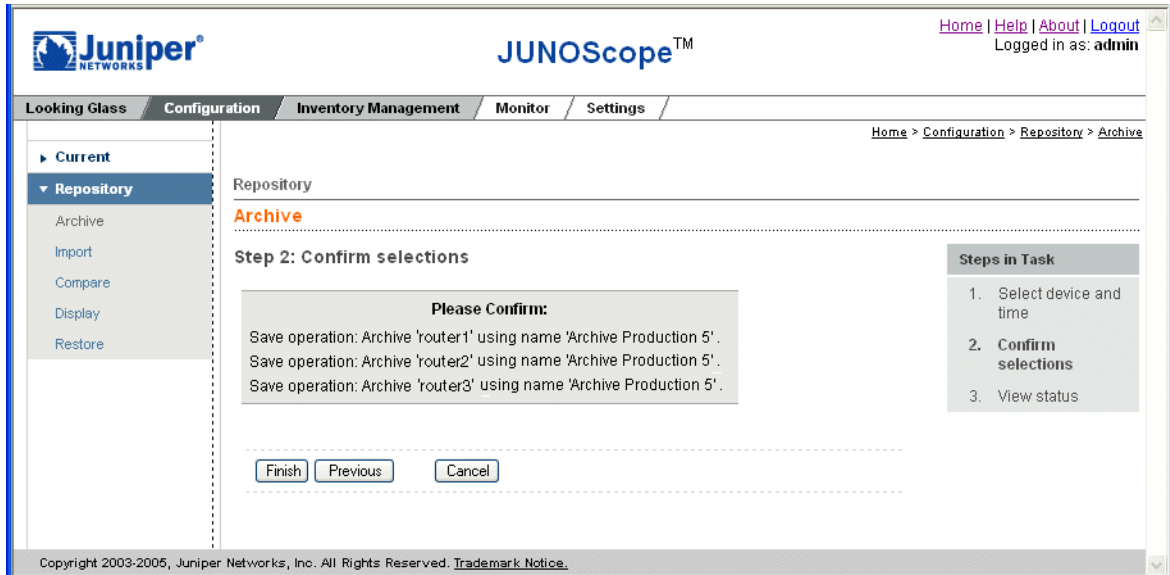 Juniper®
NETWORKS
JUNOScope™
Home | Help | About | Logout
Logged in as: admin
Looking Glass / Configuration / Inventory Management / Monitor / Settings /
Home > Configuration > Repository > Archive
Current
Repository
Archive
Import
Compare
Display
Restore
Repository
Archive
Step 2: Confirm selections
Please Confirm:
Save operation: Archive 'router1' using name 'Archive Production 5'.
Save operation: Archive 'router2' using name 'Archive Production 5'.
Save operation: Archive 'router3' using name 'Archive Production 5'.
Finish Previous Cancel
Steps in Task
1. Select device and
time
2. Confirm
selections
3. View status
Copyright 2003-2005, Juniper Networks, Inc. All Rights Reserved. Trademark Notice.